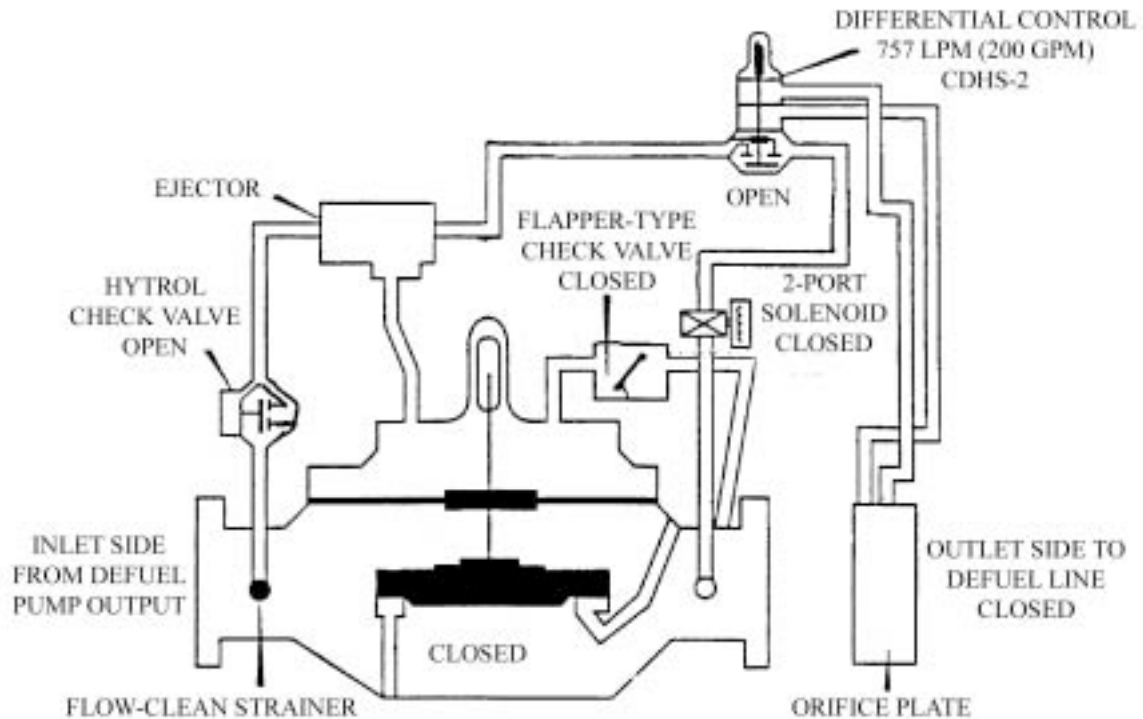 DIFFERENTIAL CONTROL
757 LPM (200 GPM)
CDHS-2
EJECTOR
OPEN
FLAPPER-TYPE
CHECK VALVE
CLOSED
HYTROL
CHECK VALVE
OPEN
2-PORT
SOLENOID
CLOSED
INLET SIDE
FROM DEFUEL
PUMP OUTPUT
OUTLET SIDE TO
DEFUEL LINE
CLOSED
CLOSED
FLOW-CLEAN STRAINER
ORIFICE PLATE